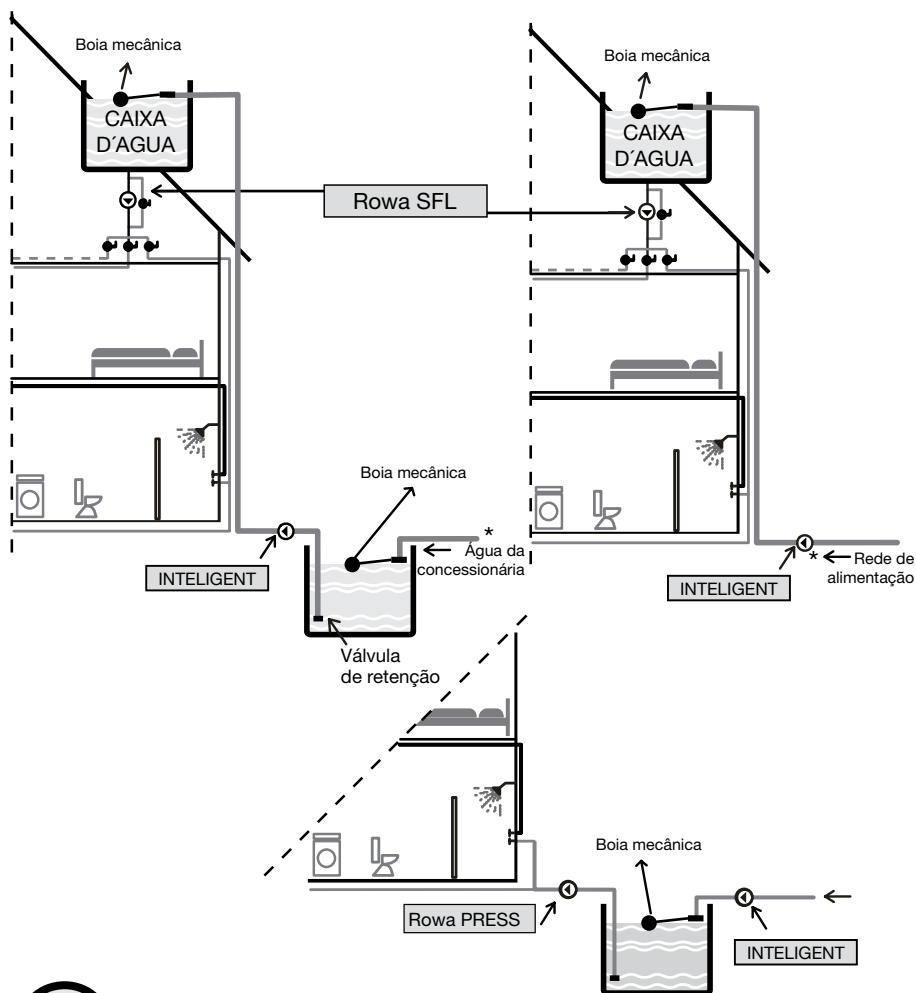 Boia mecânica
CAIXA
D´AGUA
Rowa SFL
Boia mecânica
CAIXA
D´AGUA
Boia mecânica
*
Água da
concessionária
INTELIGENT
Válvula
de retenção
* Rede de
alimentação
INTELIGENT
Boia mecânica
Rowa PRESS
INTELIGENT